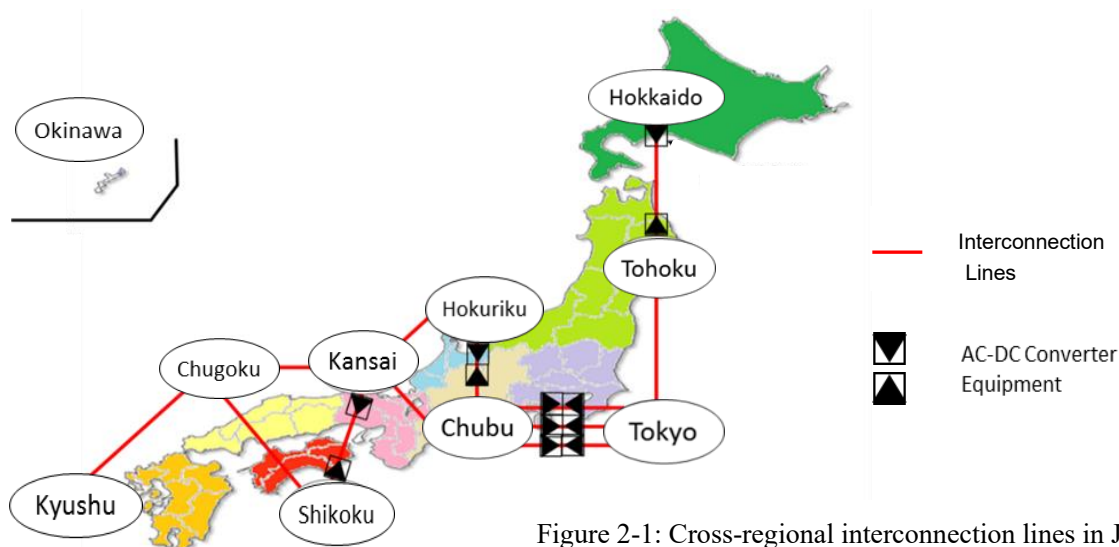 Hokkaido
Okinawa
Interconnection
Lines
Tohoku
Hokuriku
AC-DC Converter
Equipment
Kansai
Chugoku
Chubu
Tokyo
Kyushu
Shikoku
Figure 2-1: Cross-regional interconnection lines in J